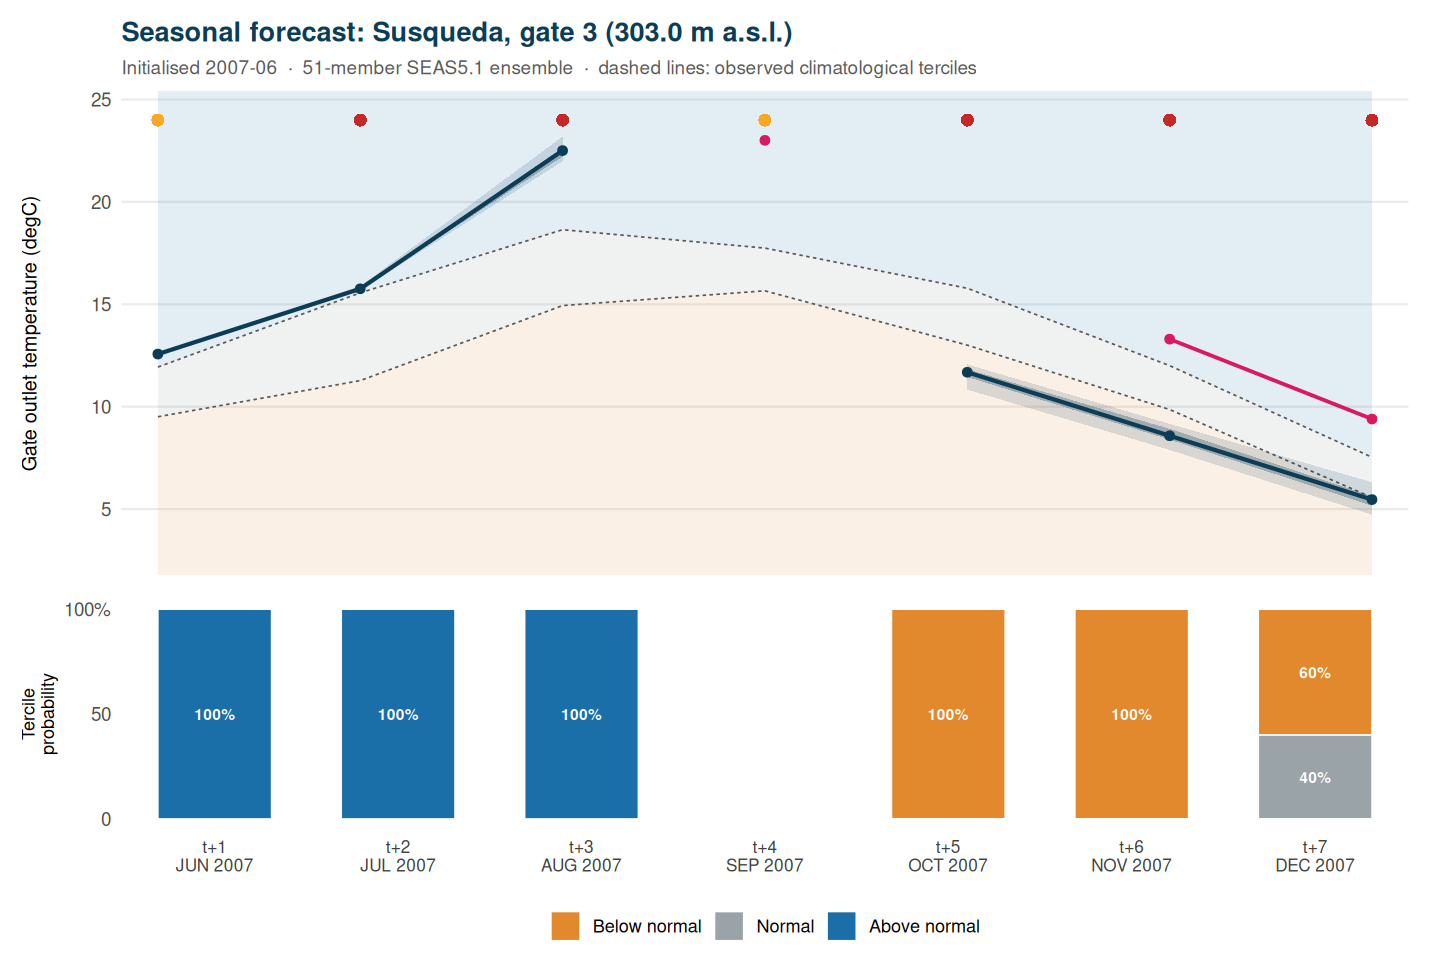 Seasonal forecast: Susqueda, gate 3 (303.0 m a.s.l.)
Initialised 2007-06 · 51-member SEAS5.1 ensemble · dashed lines: observed climatological terciles
Gate outlet temperature (degC)
25
20
15
10
5
Tercile
probability
100%
50
0
100%
100%
100%
100%
100%
60%
40%
t+1
JUN 2007
t+2
JUL 2007
t+3
AUG 2007
t+4
SEP 2007
t+5
OCT 2007
t+6
NOV 2007
t+7
DEC 2007
Below normal
Normal
Above normal